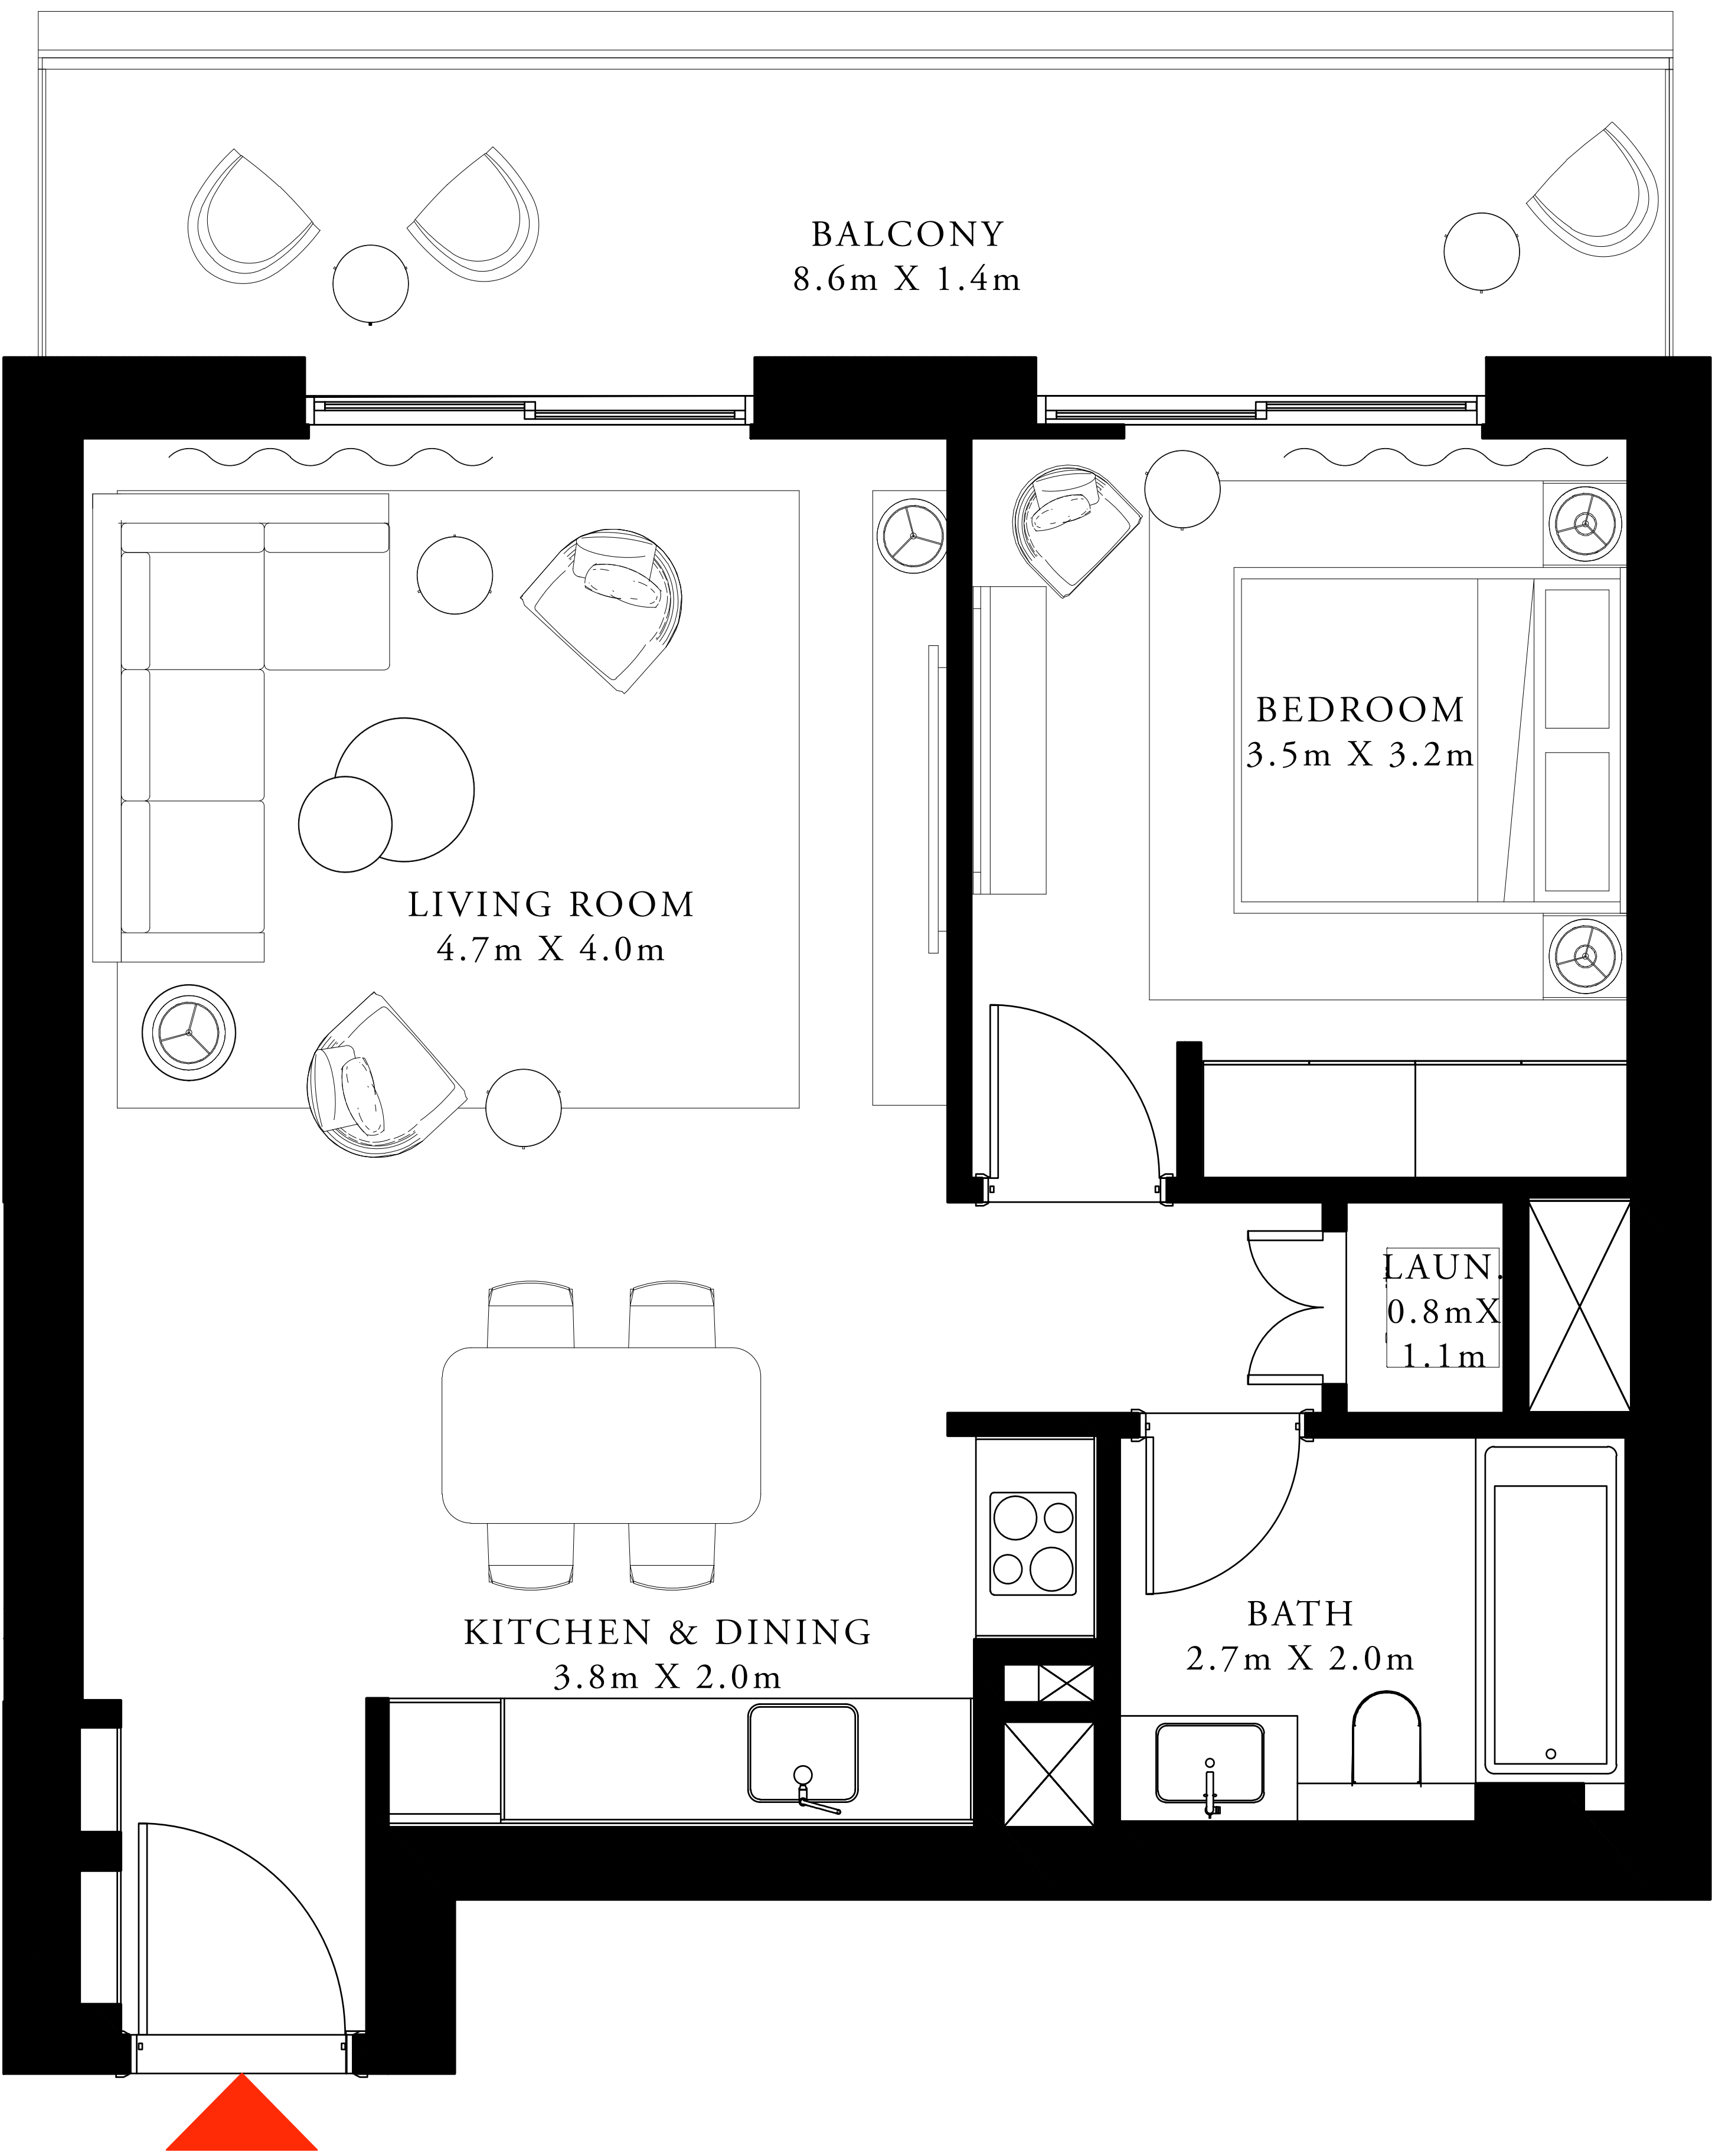 BALCONY
8.6m X 1.4m
BEDROOM
3.5m X 3.2m
LIVING ROOM
4.7m X 4.0m
LAUN.
0.8mX
1.1m
KITCHEN & DINING
3.8m X 2.0m
BATH
2.7m X 2.0m